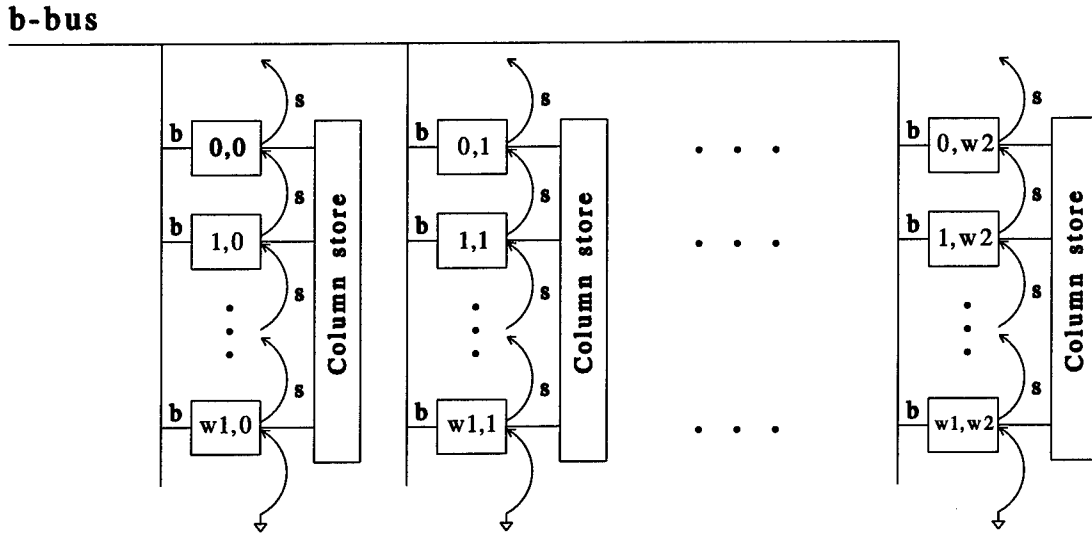 b-bus
s s s
b 0,0 b 0,1 b 0,w2
s s s
b 1,0 b 1,1 b 1,w2
s s s
s s s
b w1,0 b w1,1 b w1,w2
Column store
Column store
Column store